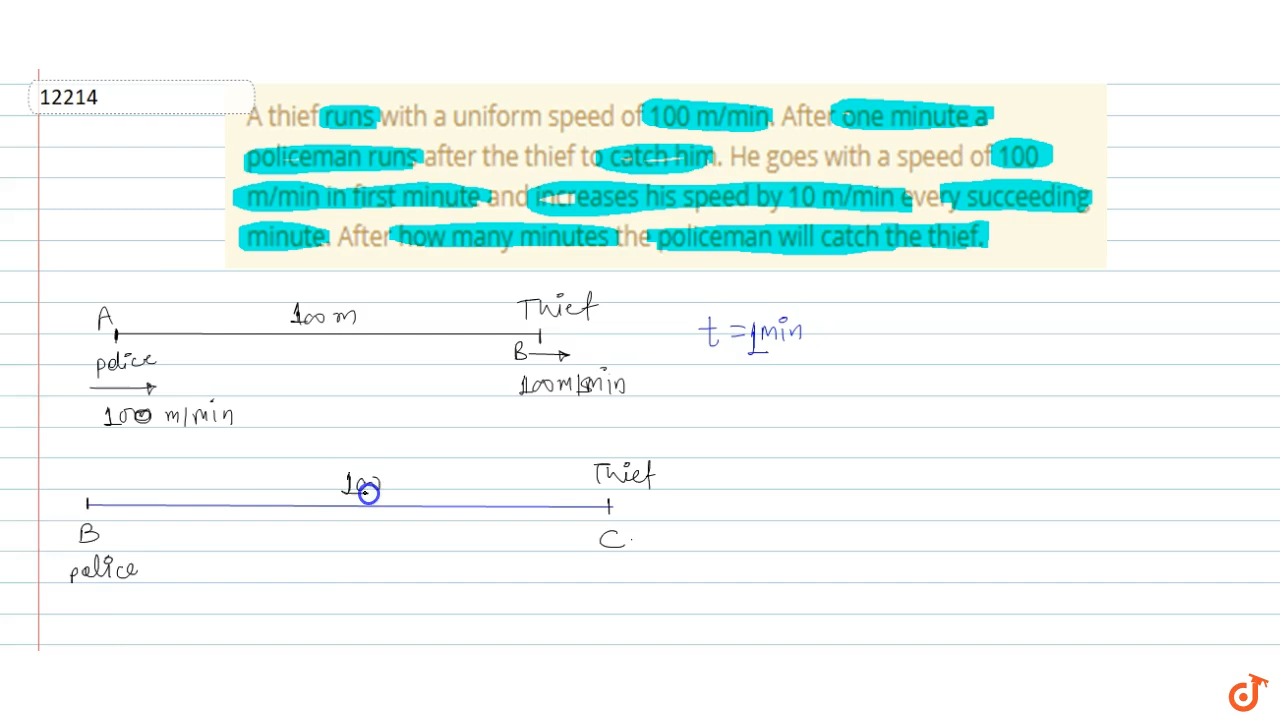 12214
A thief runs with a uniform speed of 100 m/min. After one minute a
policeman runs after the thief to catch him. He goes with a speed of 100
m/min in first minute and increases his speed by 10 m/min every succeeding
minute. After how many minutes the policeman will catch the thief.
A 100 m Thief
t = 1 min
police B
100 m/min 100 m/min
100 Thief
B C.
police